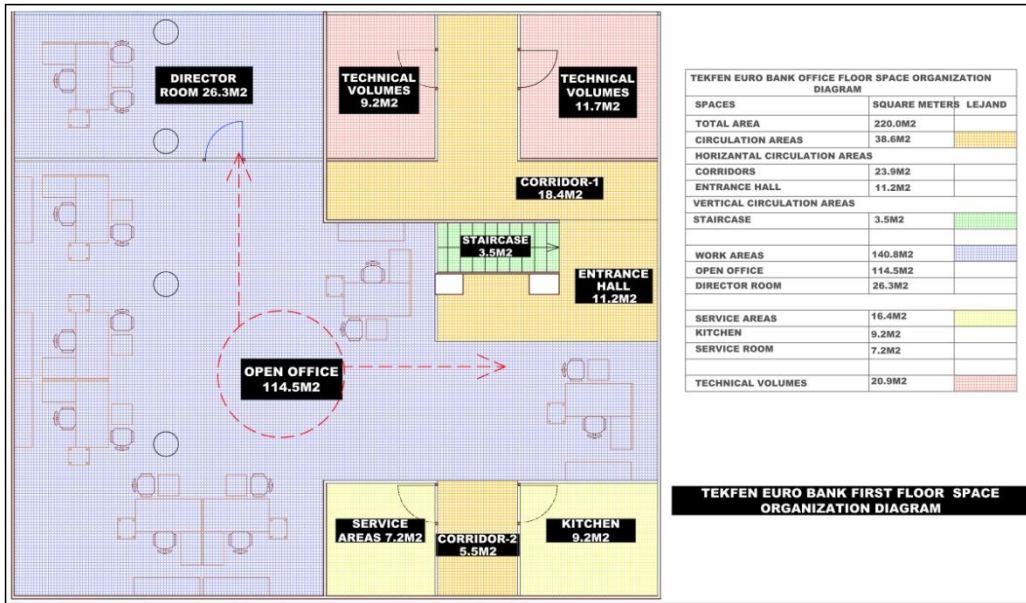 DIRECTOR
ROOM 26.3M2
TECHNICAL
VOLUMES
9.2M2
TECHNICAL
VOLUMES
11.7M2
CORRIDOR-1
18.4M2
STAIRCASE
3.5M2
ENTRANCE
HALL
11.2M2
OPEN OFFICE
114.5M2
SERVICE
AREAS 7.2M2
CORRIDOR-2
5.5M2
KITCHEN
9.2M2
TEKFEN EURO BANK OFFICE FLOOR SPACE ORGANIZATION
DIAGRAM
SPACES SQUARE METERS LEJAND
TOTAL AREA 220.0M2
CIRCULATION AREAS 38.6M2
HORIZANTAL CIRCULATION AREAS
CORRIDORS 23.9M2
ENTRANCE HALL 11.2M2
VERTICAL CIRCULATION AREAS
STAIRCASE 3.5M2
WORK AREAS 140.8M2
OPEN OFFICE 114.5M2
DIRECTOR ROOM 26.3M2
SERVICE AREAS 16.4M2
KITCHEN 9.2M2
SERVICE ROOM 7.2M2
TECHNICAL VOLUMES 20.9M2
TEKFEN EURO BANK FIRST FLOOR SPACE
ORGANIZATION DIAGRAM